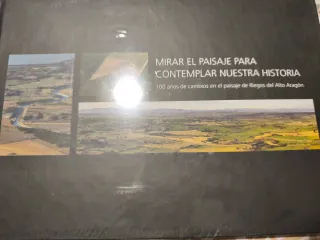 MIRAR EL PAISAJE PARA
CONTEMPLAR NUESTRA HISTORIA
100 años de cambios en el paisaje de Riegos del Alto Aragón